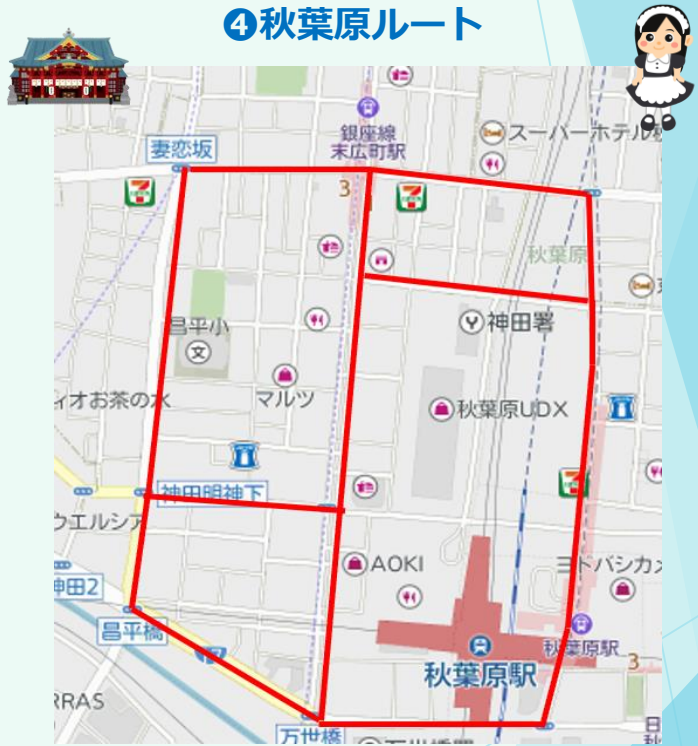 ❹秋葉原ルート
銀座線
末広町駅
スーパーホテル
妻恋坂
3
秋葉原
昌平小
文
神田署
マルツ
秋葉原UDX
ィオお茶の水
神田明神下
ウエルシア
AOKI
ヨドバシカメ
神田2
昌平橋
17
秋葉原駅
3
秋葉原駅
RRAS
万世橋